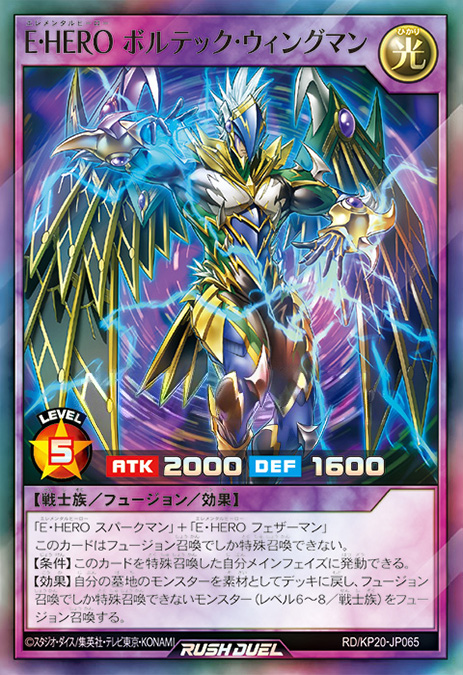 エレメンタルヒーロー
E・HERO ボルテック・ウィングマン
ひかり
光
LEVEL
5
ATK 2000 DEF 1600
【戦士族／フュージョン／効果】
「E・HERO スパークマン」＋「E・HERO フェザーマン」
このカードはフュージョン召喚でしか特殊召喚できない。
【条件】このカードを特殊召喚した自分メインフェイズに発動できる。
【効果】自分の墓地のモンスターを素材としてデッキに戻し、フュージョン
召喚でしか特殊召喚できないモンスター（レベル6～8／戦士族）をフュー
ジョン召喚する。
©スタジオ・ダイス/集英社・テレビ東京・KONAMI
RUSH DUEL
RD/KP20-JP065